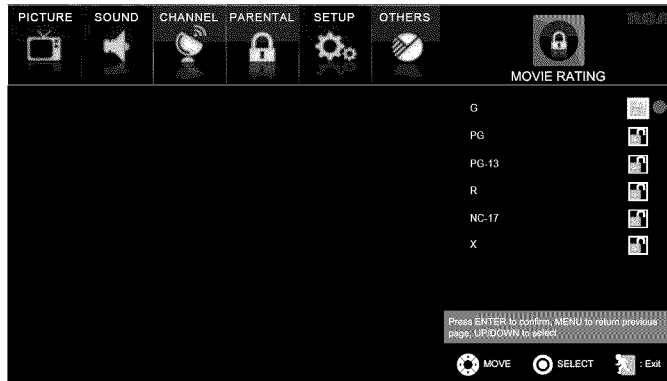 PICTURE SOUND CHANNEL PARENTAL SETUP OTHERS
RCA
MOVIE RATING
G
PG
PG-13
R
NC-17
X
Press ENTER to confirm, MENU to return previous
page, UP/DOWN to select
MOVE SELECT : Exit